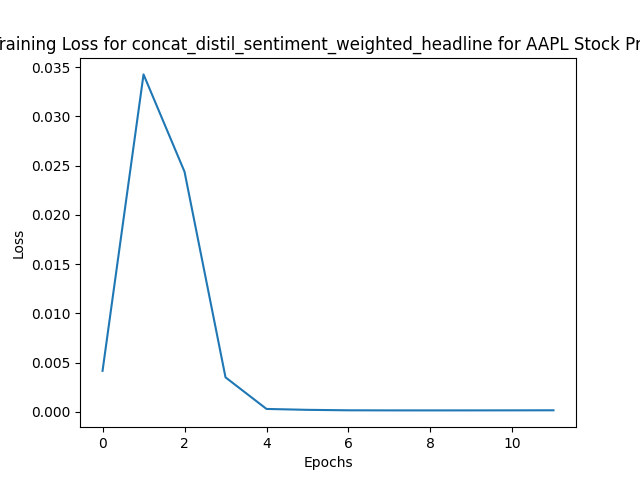 raining Loss for concat_distil_sentiment_weighted_headline for AAPL Stock Pr
0.035
0.030
0.025
0.020
0.015
0.010
0.005
0.000
Loss
0 2 4 6 8 10
Epochs